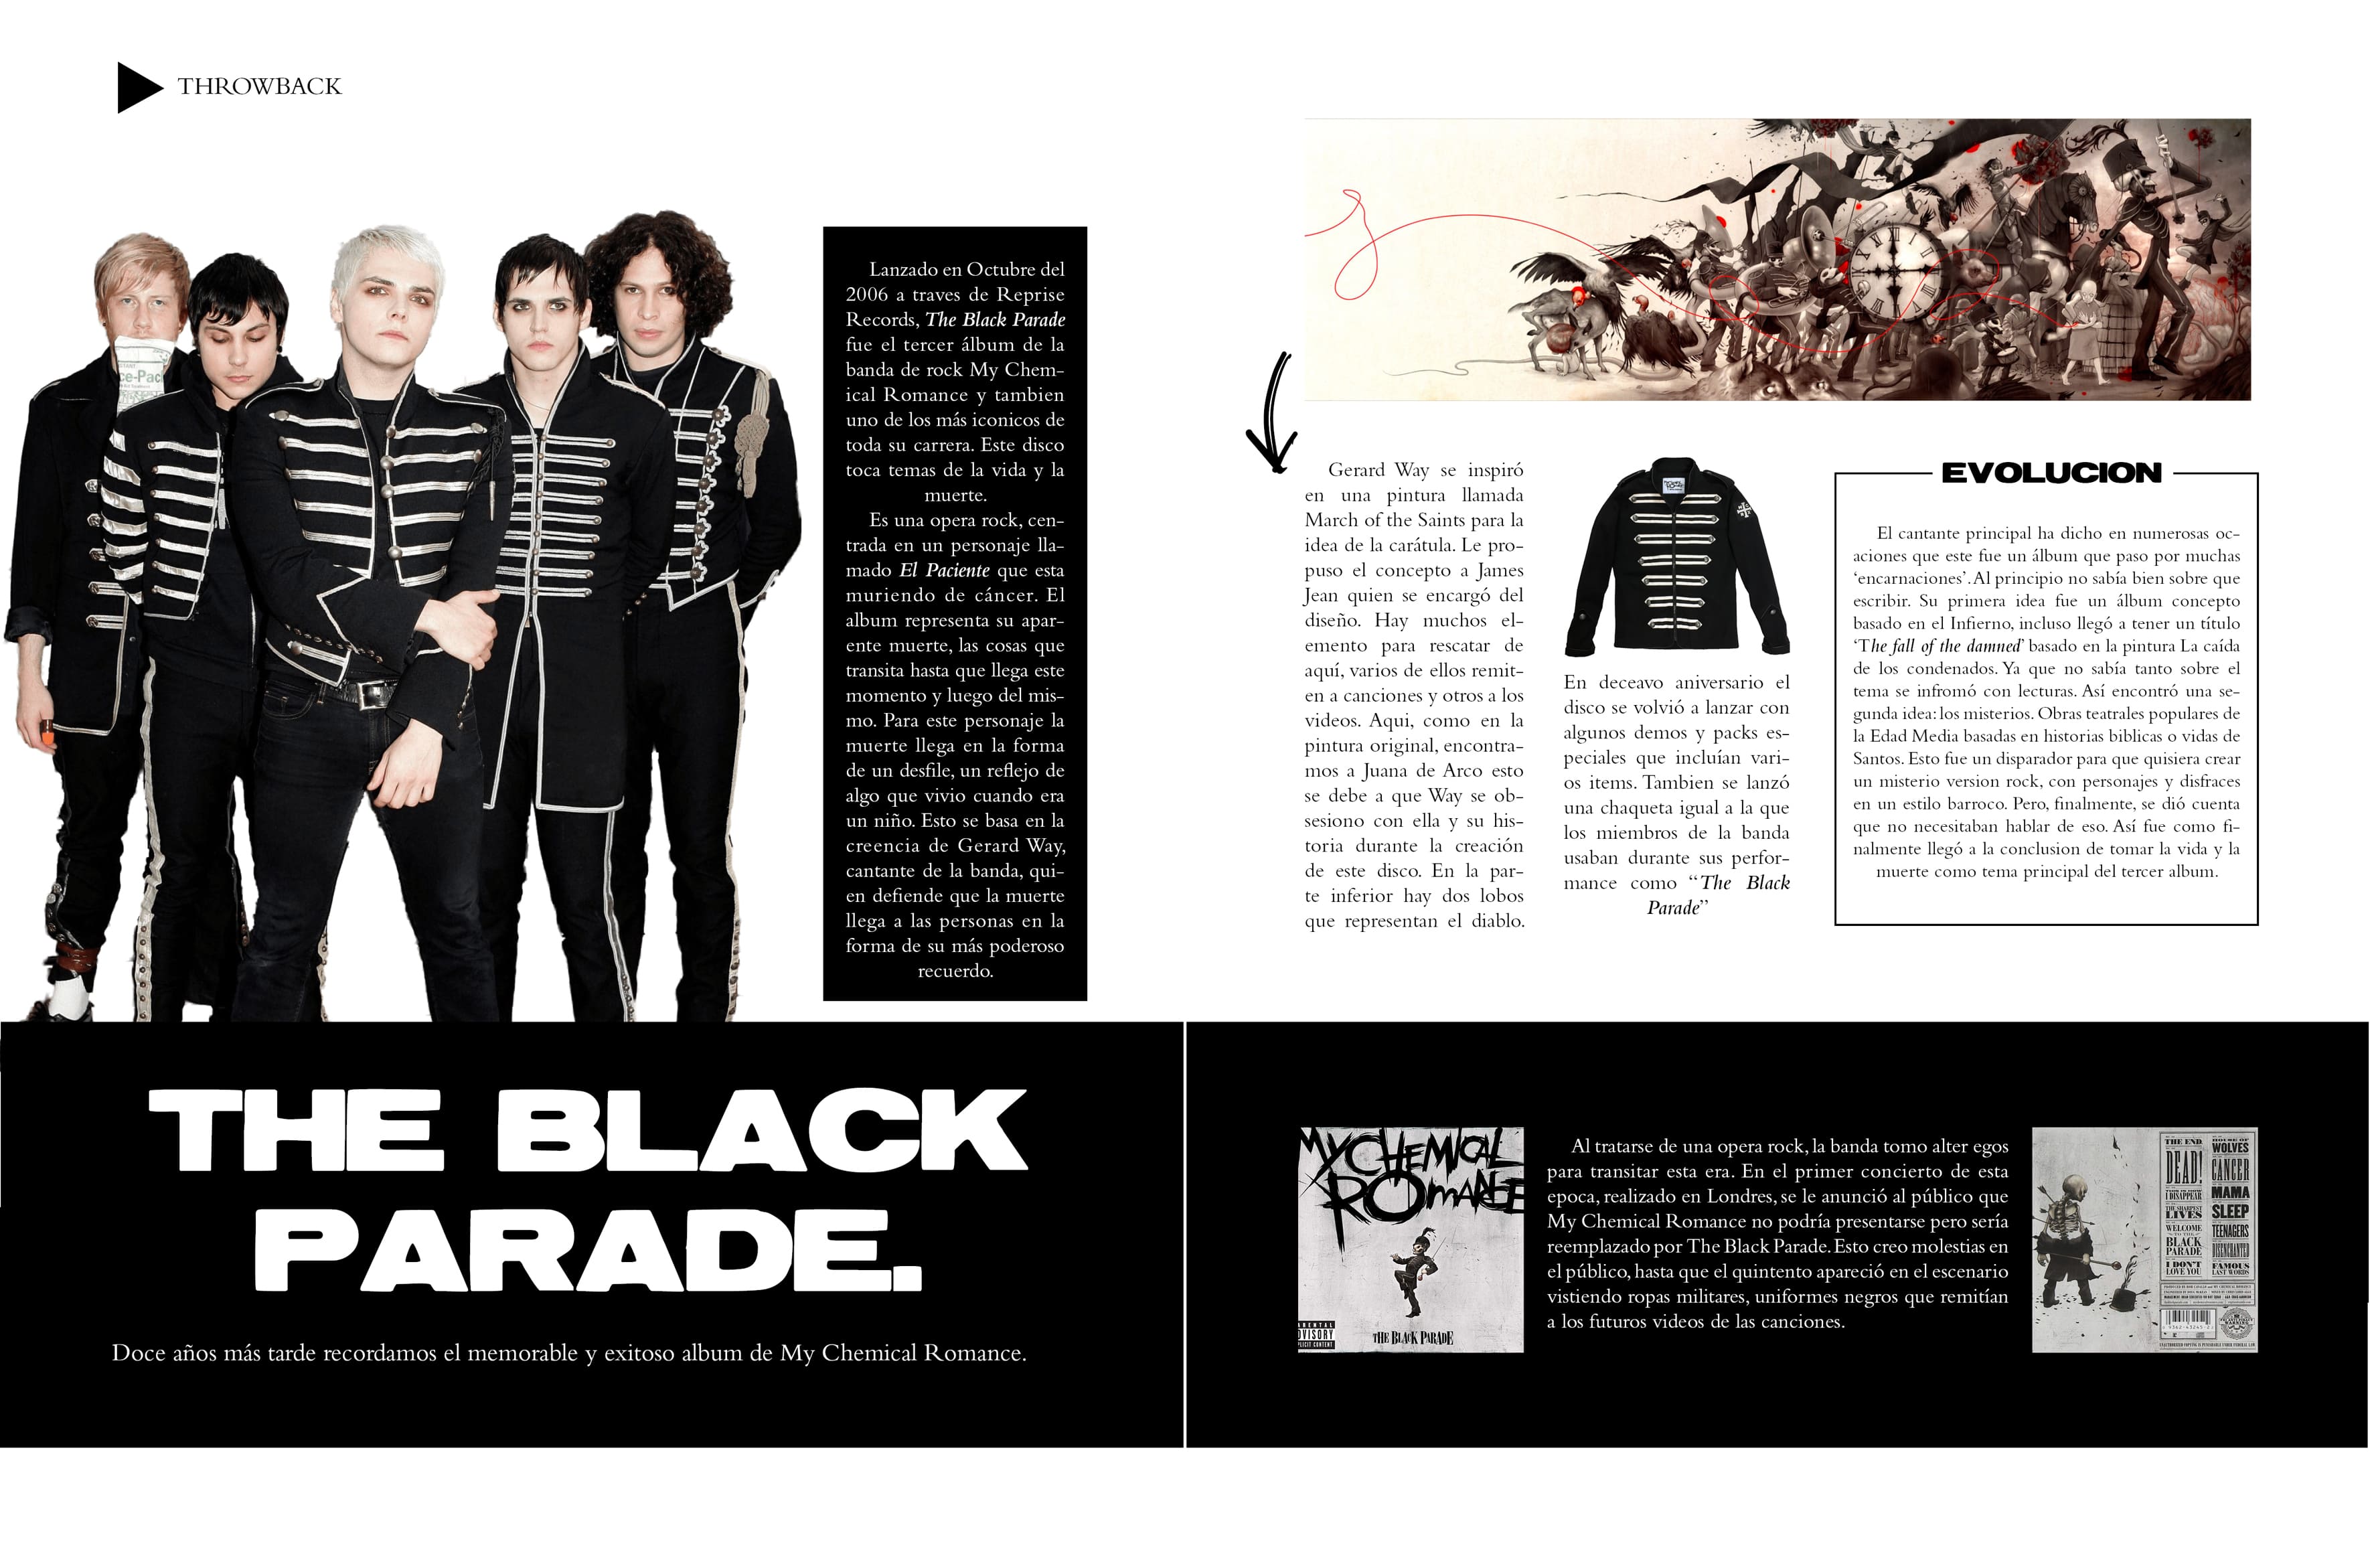 THROWBACK
ce-Pac
Lanzado en Octubre del
2006 a traves de Reprise
Records, The Black Parade
fue el tercer álbum de la
banda de rock My Chem-
ical Romance y tambien
uno de los más iconicos de
toda su carrera. Este disco
toca temas de la vida y la
muerte.
Es una opera rock, cen-
trada en un personaje lla-
mado El Paciente que esta
muriendo de cáncer. El
album representa su apar-
ente muerte, las cosas que
transita hasta que llega este
momento y luego del mis-
mo. Para este personaje la
muerte llega en la forma
de un desfile, un reflejo de
algo que vivio cuando era
un niño. Esto se basa en la
creencia de Gerard Way,
cantante de la banda, qui-
en defiende que la muerte
llega a las personas en la
forma de su más poderoso
recuerdo.
THE BLACK
PARADE.
Doce años más tarde recordamos el memorable y exitoso album de My Chemical Romance.
Gerard Way se inspiró
en una pintura llamada
March of the Saints para la
idea de la carátula. Le pro-
puso el concepto a James
Jean quien se encargó del
diseño. Hay muchos el-
emento para rescatar de
aquí, varios de ellos remit-
en a canciones y otros a los
videos. Aqui, como en la
pintura original, encontra-
mos a Juana de Arco esto
se debe a que Way se ob-
sesiono con ella y su his-
toria durante la creación
de este disco. En la par-
te inferior hay dos lobos
que representan el diablo.
En deceavo aniversario el
disco se volvió a lanzar con
algunos demos y packs es-
peciales que incluían vari-
os items. Tambien se lanzó
una chaqueta igual a la que
los miembros de la banda
usaban durante sus perfor-
mance como “The Black
Parade”
EVOLUCION
El cantante principal ha dicho en numerosas oc-
aciones que este fue un álbum que paso por muchas
‘encarnaciones’. Al principio no sabía bien sobre que
escribir. Su primera idea fue un álbum concepto
basado en el Infierno, incluso llegó a tener un título
‘The fall of the damned’ basado en la pintura La caída
de los condenados. Ya que no sabía tanto sobre el
tema se infromó con lecturas. Así encontró una se-
gunda idea: los misterios. Obras teatrales populares de
la Edad Media basadas en historias biblicas o vidas de
Santos. Esto fue un disparador para que quisiera crear
un misterio version rock, con personajes y disfraces
en un estilo barroco. Pero, finalmente, se dió cuenta
que no necesitaban hablar de eso. Así fue como fi-
nalmente llegó a la conclusion de tomar la vida y la
muerte como tema principal del tercer album.
MY CHEMICAL
ROMANCE
THE BLACK PARADE
ADVISORY
Al tratarse de una opera rock, la banda tomo alter egos
para transitar esta era. En el primer concierto de esta
epoca, realizado en Londres, se le anunció al público que
My Chemical Romance no podría presentarse pero sería
reemplazado por The Black Parade. Esto creo molestias en
el público, hasta que el quinteto apareció en el escenario
vistiendo ropas militares, uniformes negros que remitían
a los futuros videos de las canciones.
THE END.
DEAD!
I DISAPPEAR
THE SHARPEST
LIVES
WELCOME
TO THE
BLACK
PARADE
I DON'T
LOVE YOU
HOUSE OF
WOLVES
CANCER
MAMA
SLEEP
TEENAGERS
DISENCHANTED
FAMOUS
LAST WORDS